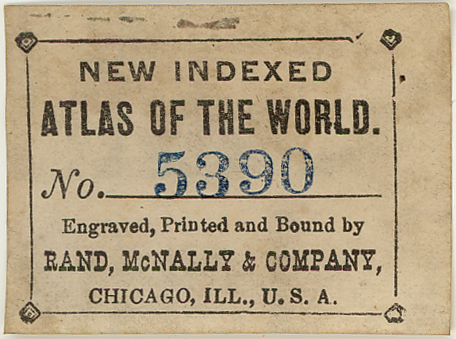 NEW INDEXED
ATLAS OF THE WORLD.
No. 5390
Engraved, Printed and Bound by
RAND, McNALLY & COMPANY,
CHICAGO, ILL., U. S. A.